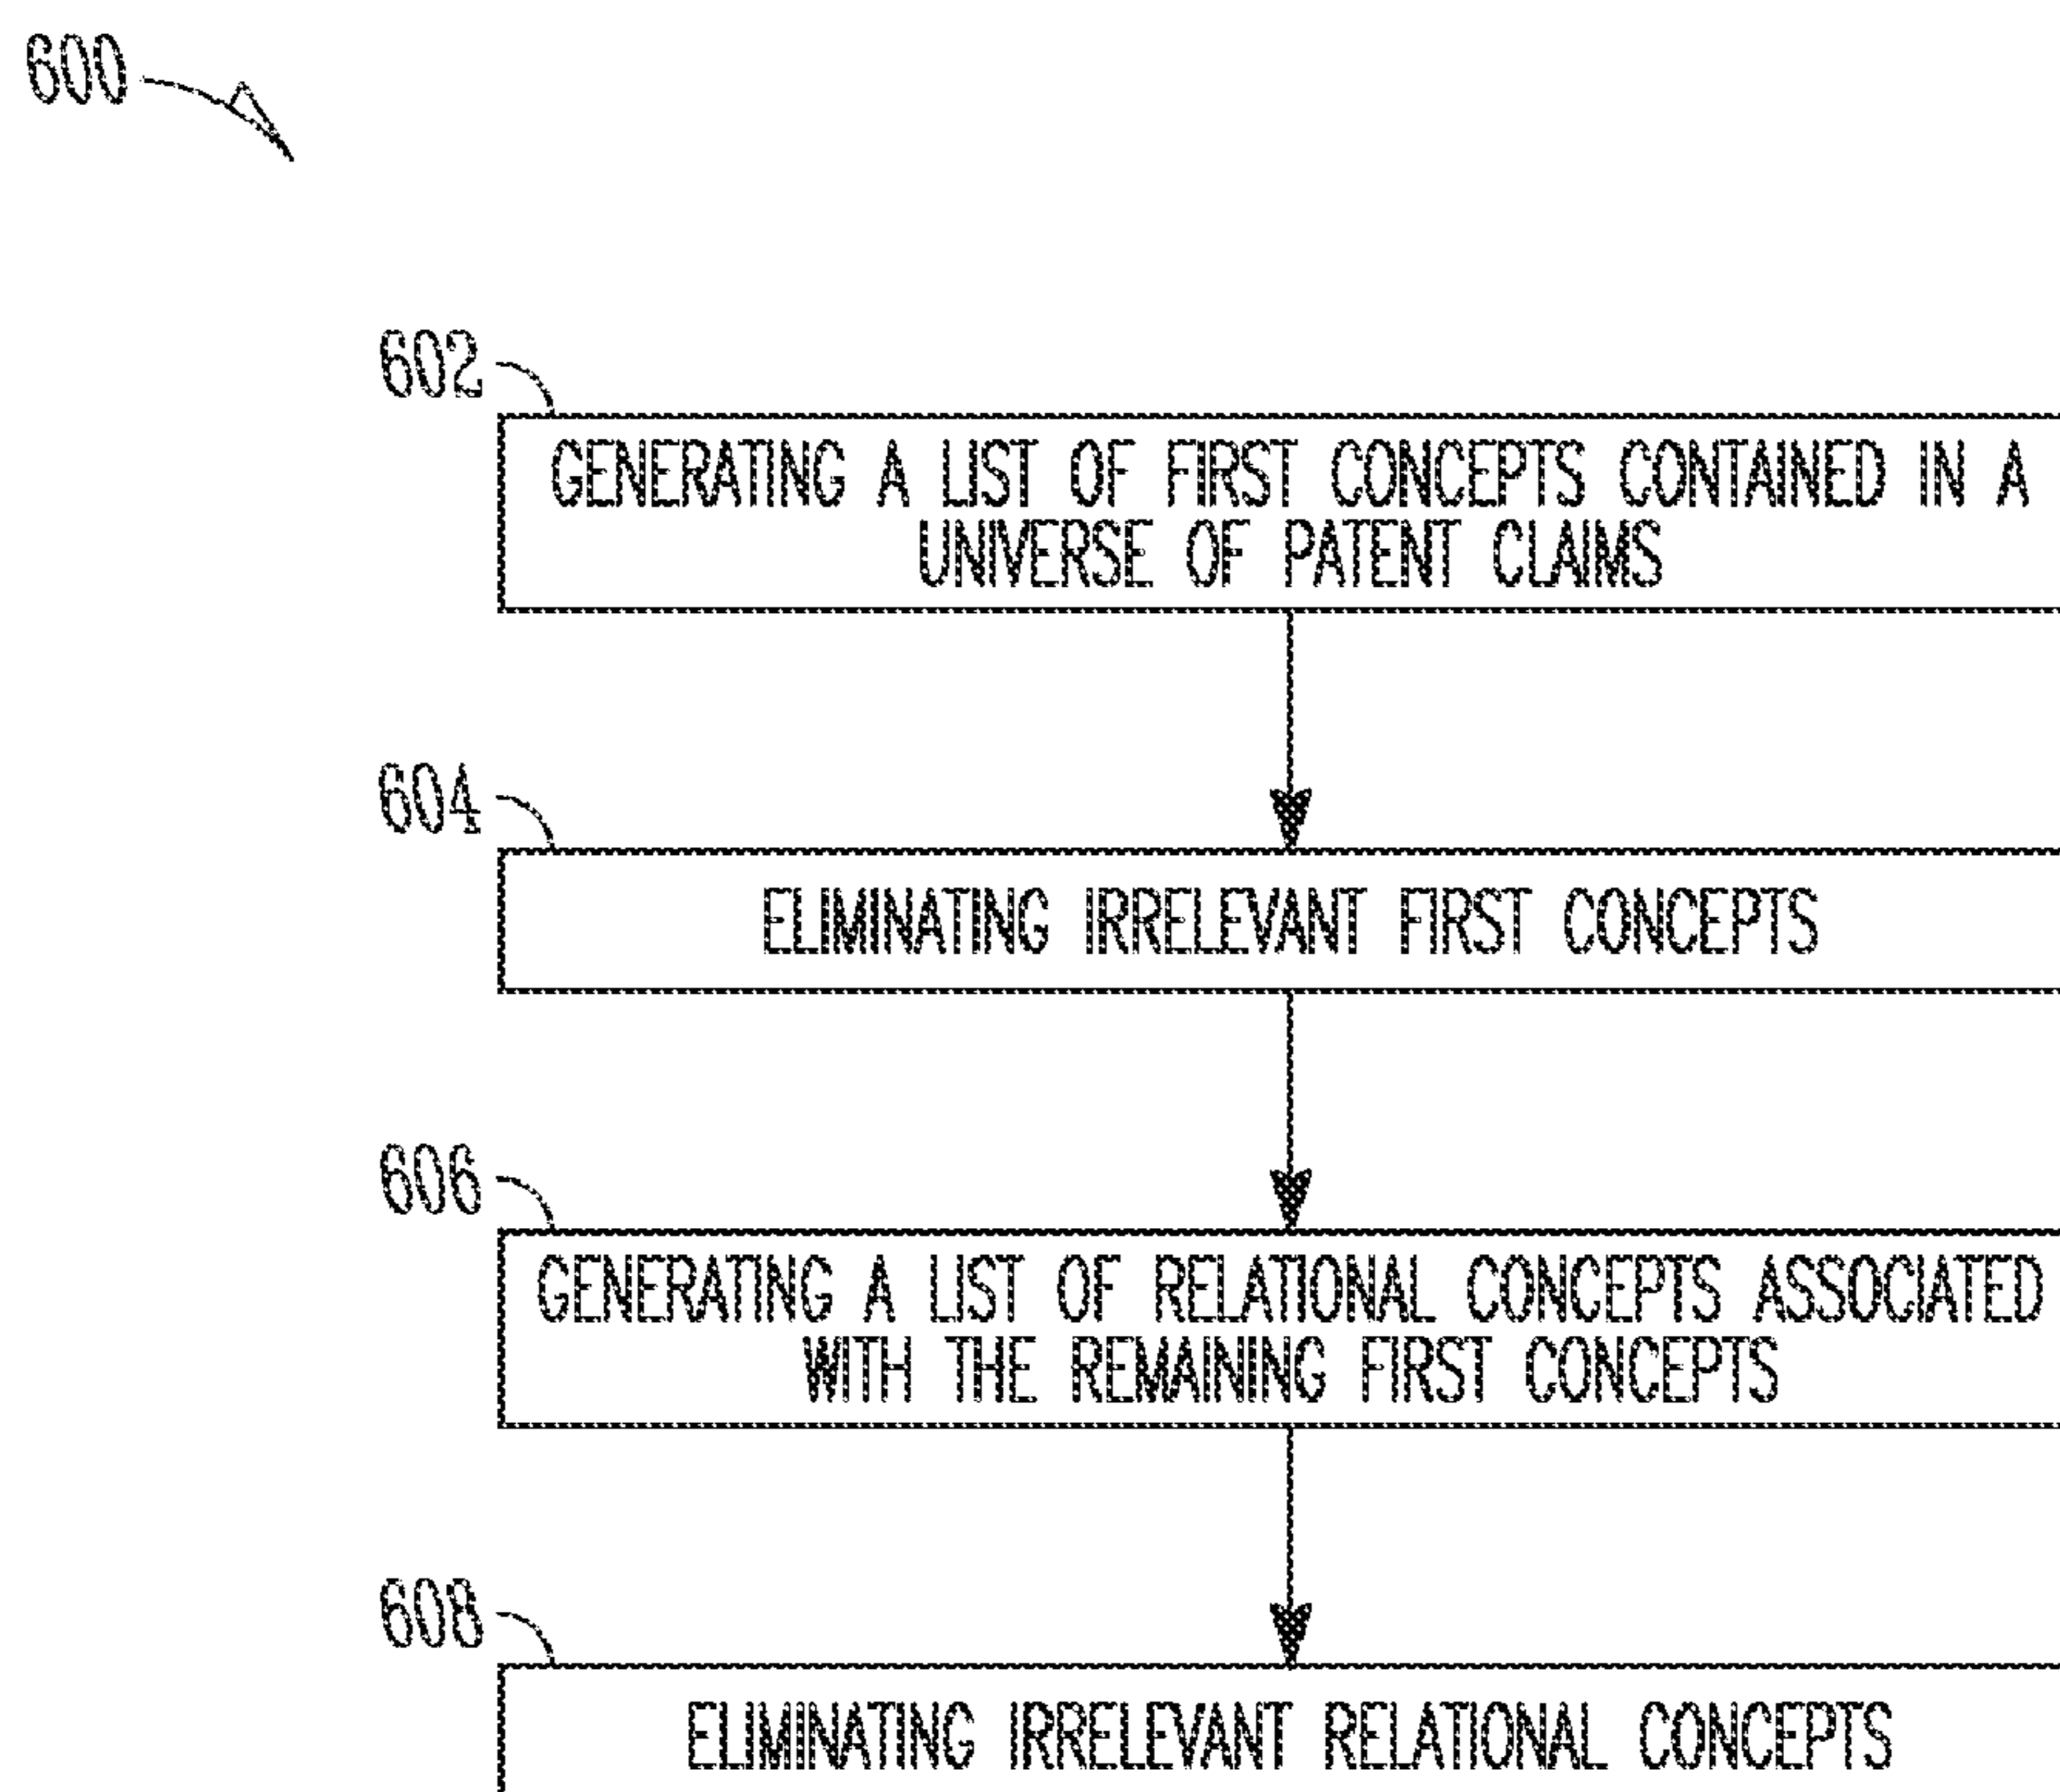 600
602
GENERATING A LIST OF FIRST CONCEPTS CONTAINED IN A
UNIVERSE OF PATENT CLAIMS
604
ELIMINATING IRRELEVANT FIRST CONCEPTS
606
GENERATING A LIST OF RELATIONAL CONCEPTS ASSOCIATED
WITH THE REMAINING FIRST CONCEPTS
608
ELIMINATING IRRELEVANT RELATIONAL CONCEPTS